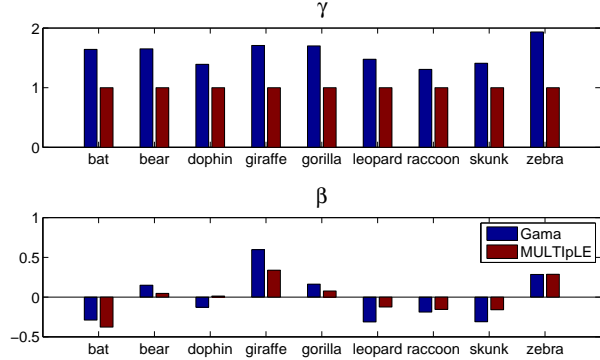 γ
2
1
0
bat bear dophin giraffe gorilla leopard raccoon skunk zebra
β
1
0.5
0
−0.5
Gama
MULTIpLE
bat bear dophin giraffe gorilla leopard raccoon skunk zebra